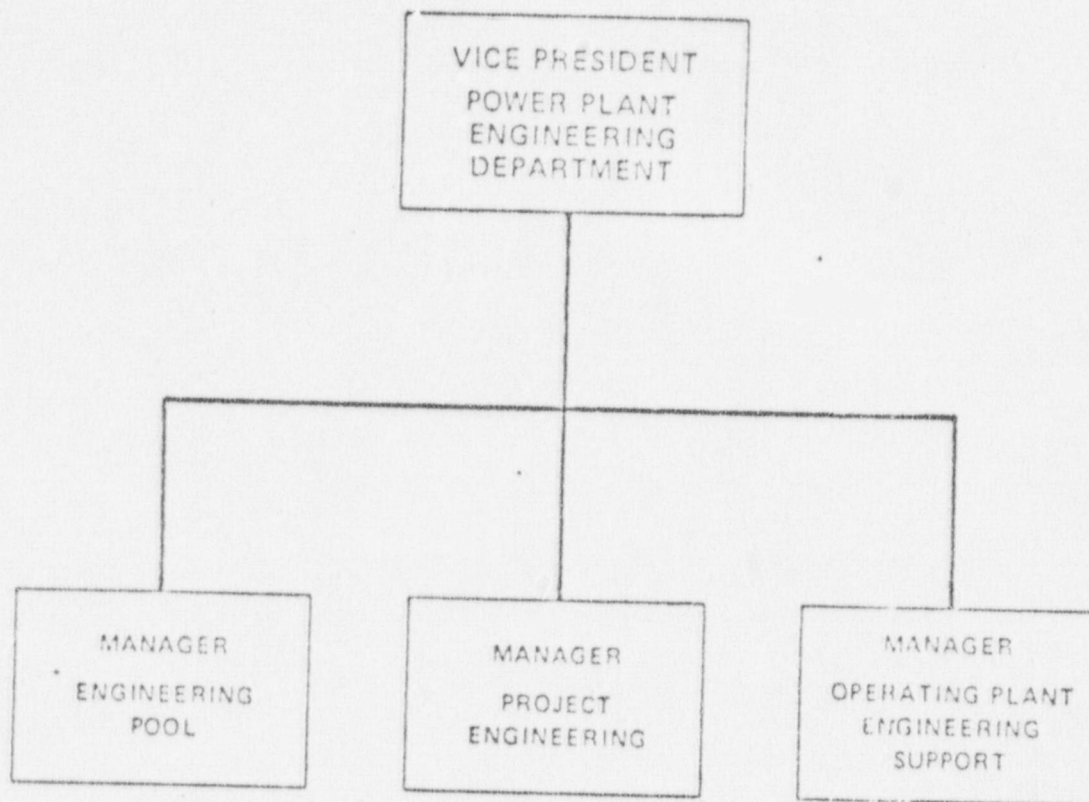 VICE PRESIDENT
POWER PLANT
ENGINEERING
DEPARTMENT
MANAGER
ENGINEERING
POOL
MANAGER
PROJECT
ENGINEERING
MANAGER
OPERATING PLANT
ENGINEERING
SUPPORT